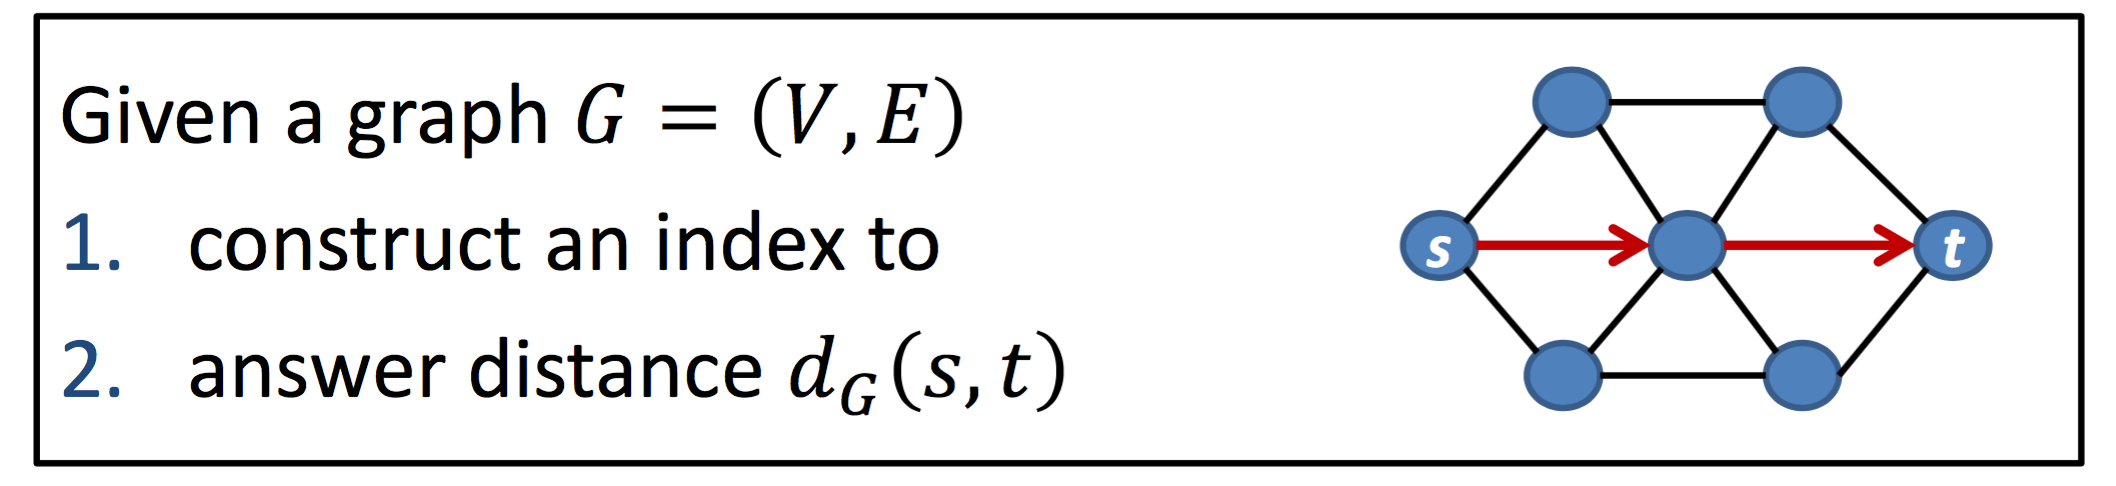 Given a graph G = (V, E)
1. construct an index to
2. answer distance d_G(s, t)
s
t